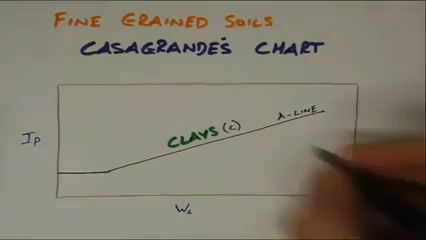 FINE GRAINED SOILS
CASAGRANDE'S CHART
A-LINE
CLAYS (C)
IP
WL